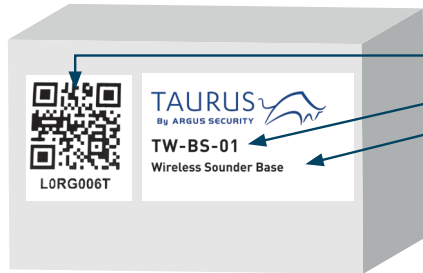 L0RG006T
TAURUS
By ARGUS SECURITY
TW-BS-01
Wireless Sounder Base